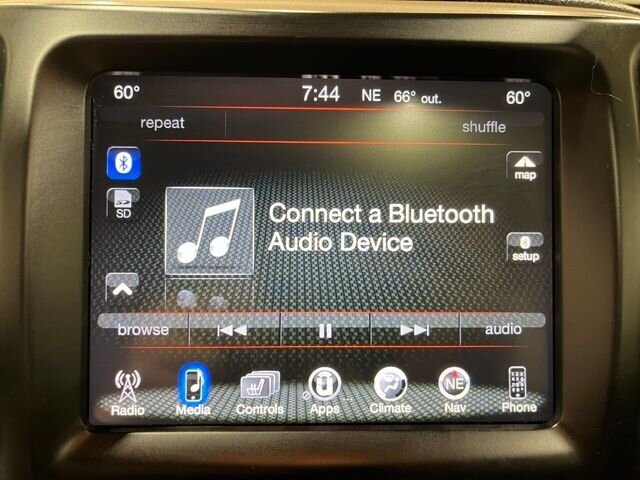 60° 7:44 NE 66° out. 60°
repeat shuffle
map
SD
Connect a Bluetooth
Audio Device
setup
browse audio
NE
Radio Media Controls Apps Climate Nav Phone